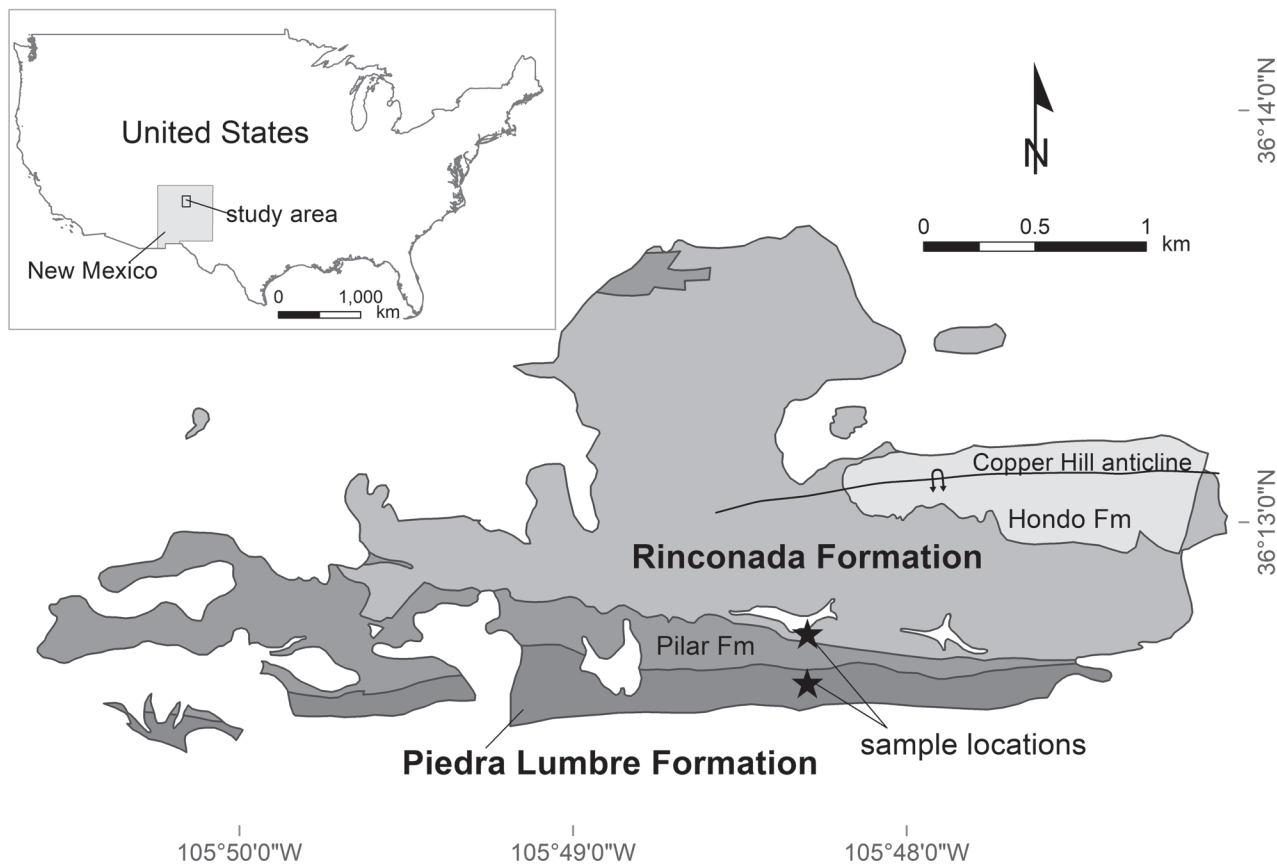 United States
study area
New Mexico
0 1,000
km
36°14'0"N
N
0 0.5 1
km
Copper Hill anticline
Hondo Fm
36°13'0"N
Rinconada Formation
Pilar Fm
sample locations
Piedra Lumbre Formation
105°50'0"W 105°49'0"W 105°48'0"W